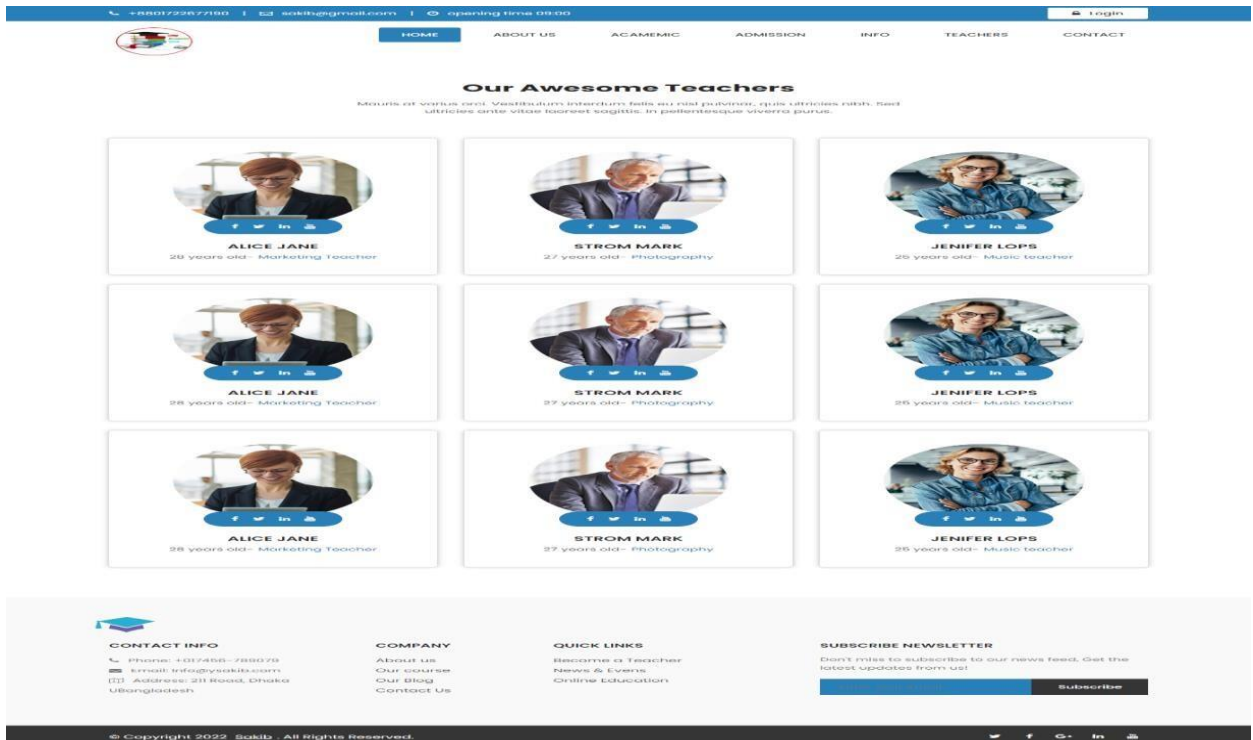 +8801722677190 | sakib@gmail.com | opening time 09:00 Login
HOME ABOUT US ACAMEMIC ADMISSION INFO TEACHERS CONTACT
Our Awesome Teachers
Mauris at varius orci. Vestibulum interdum felis eu nisl pulvinar, quis ultricies nibh. Sed
ultricies ante vitae laoreet sagittis. In pellentesque viverra purus.
ALICE JANE
28 years old- Marketing Teacher
STROM MARK
27 years old- Photography
JENIFER LOPS
25 years old- Music teacher
ALICE JANE
28 years old- Marketing Teacher
STROM MARK
27 years old- Photography
JENIFER LOPS
25 years old- Music teacher
ALICE JANE
28 years old- Marketing Teacher
STROM MARK
27 years old- Photography
JENIFER LOPS
25 years old- Music teacher
CONTACT INFO
Phone: +017456-789079
Email: info@ysakib.com
Address: 211 Road, Dhaka
UBangladesh
COMPANY
About us
Our course
Our Blog
Contact Us
QUICK LINKS
Become a Teacher
News & Evens
Online Education
SUBSCRIBE NEWSLETTER
Don't miss to subscribe to our news feed, Get the
latest updates from us!
Subscribe
© Copyright 2022 Sakib . All Rights Reserved.